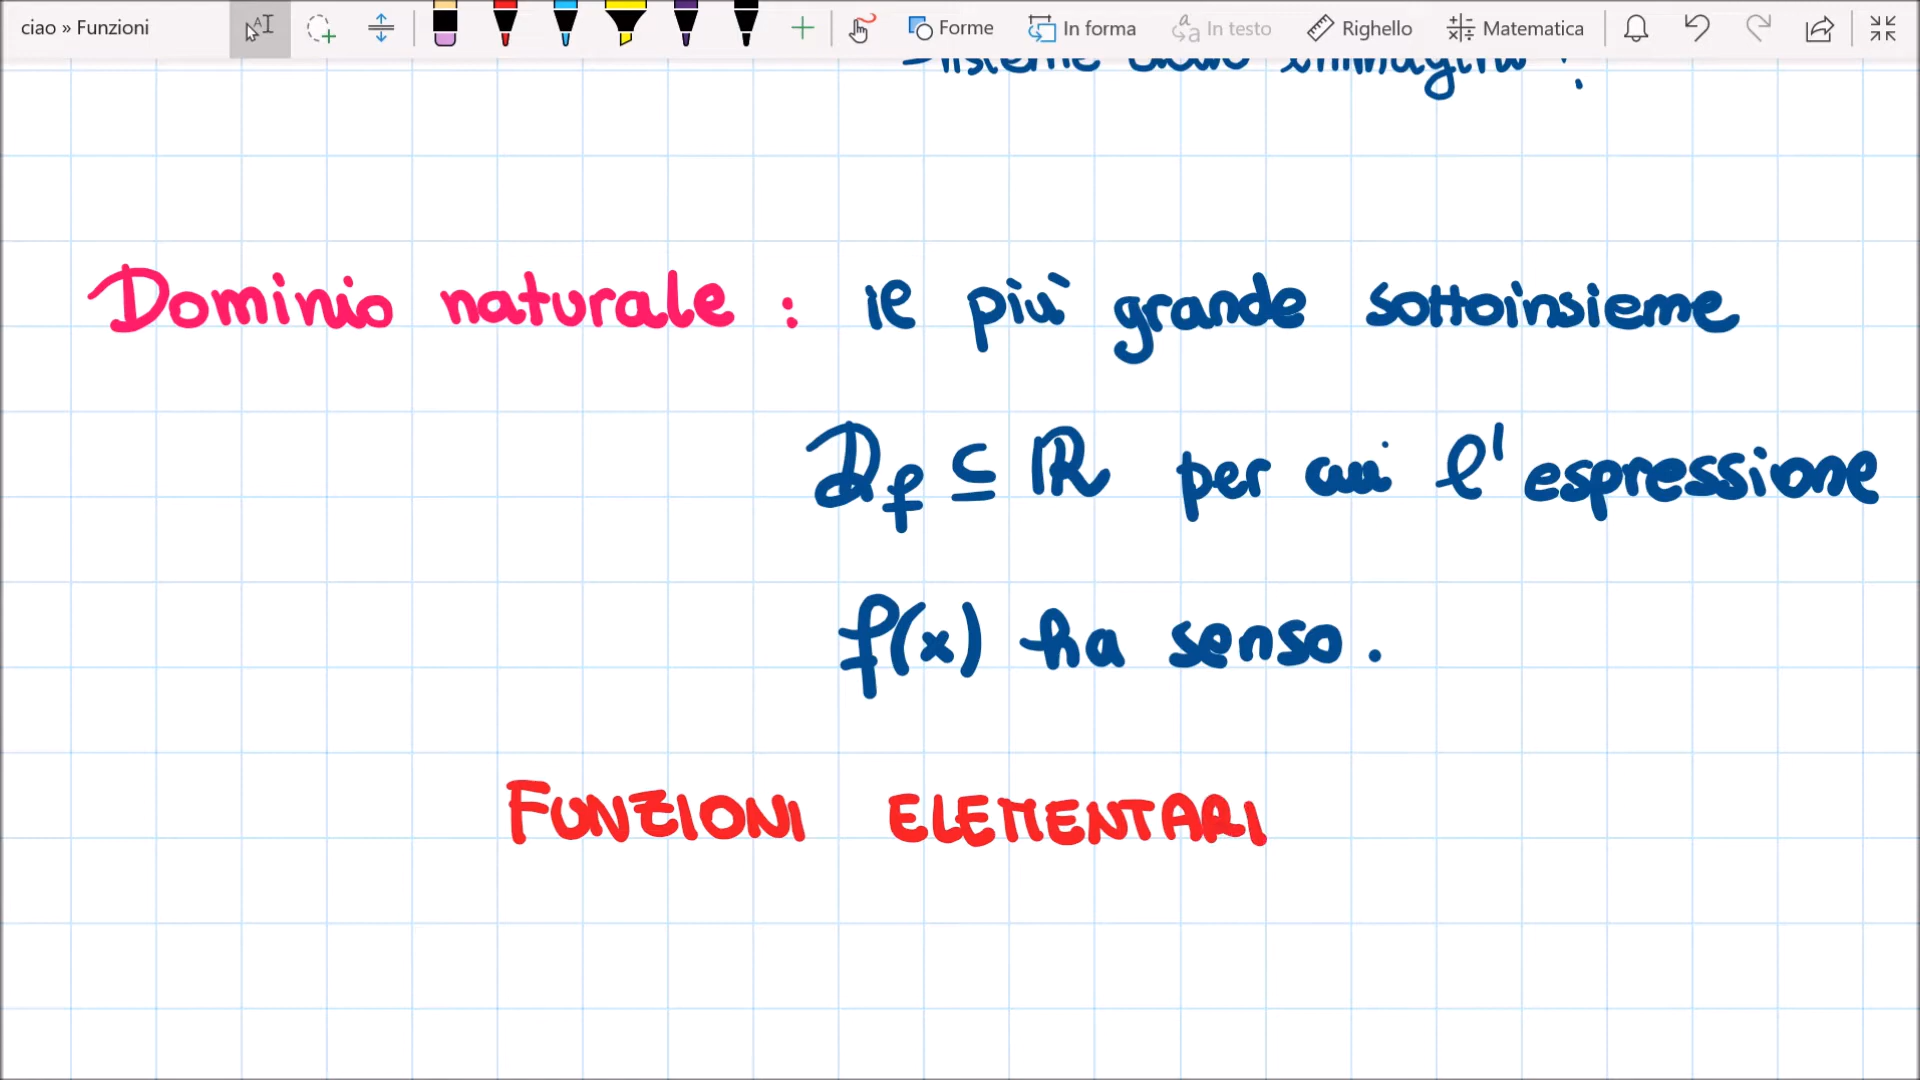 ciao » Funzioni
Forme
In forma
In testo
Righello
Matematica
Dominio naturale : il più grande sottoinsieme
D_f ⊆ ℝ per cui l'espressione
f(x) ha senso.
FUNZIONI ELEMENTARI